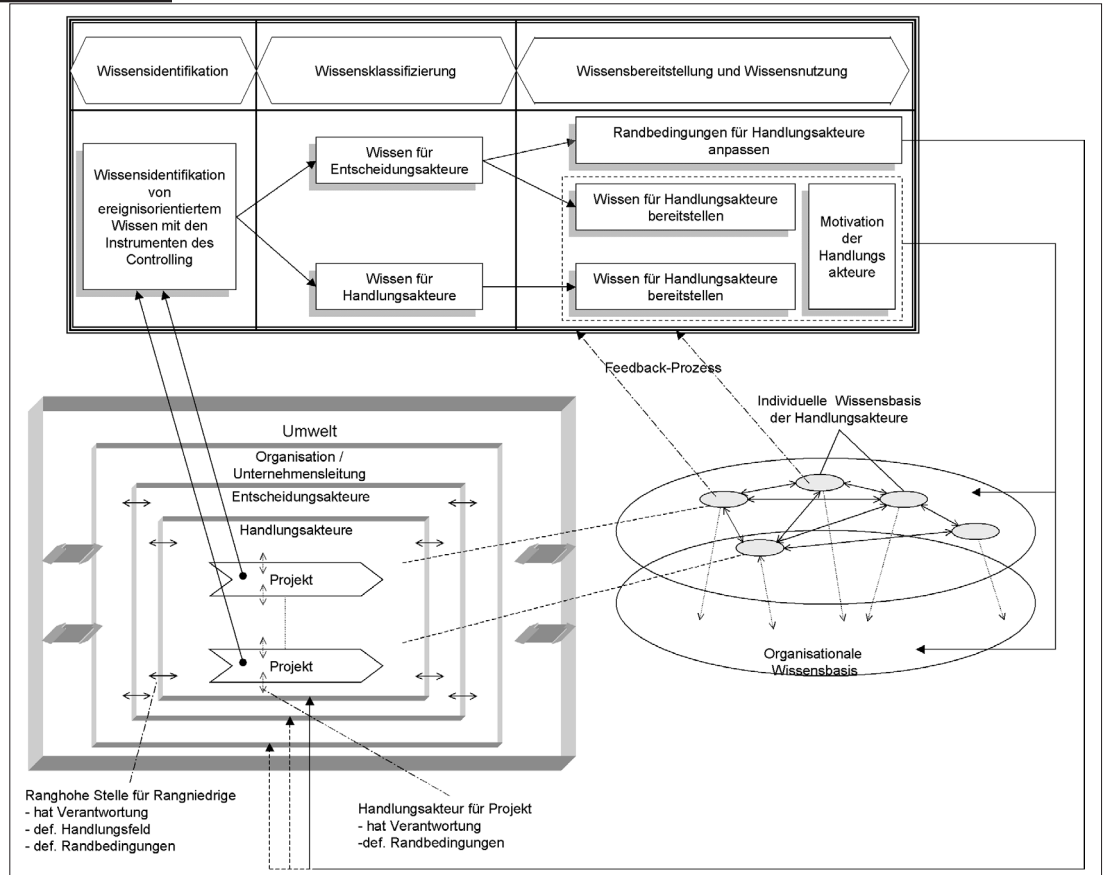 Wissensidentifikation
Wissensklassifizierung
Wissensbereitstellung und Wissensnutzung
Wissensidentifikation
von
ereignisorientiertem
Wissen mit den
Instrumenten des
Controlling
Wissen für
Entscheidungsakteure
Wissen für
Handlungsakteure
Randbedingungen für Handlungsakteure
anpassen
Wissen für Handlungsakteure
bereitstellen
Wissen für Handlungsakteure
bereitstellen
Motivation
der
Handlungs
akteure
Feedback-Prozess
Individuelle Wissensbasis
der Handlungsakteure
Umwelt
Organisation /
Unternehmensleitung
Entscheidungsakteure
Handlungsakteure
Projekt
Projekt
Organisationale
Wissensbasis
Ranghohe Stelle für Rangniedrige
- hat Verantwortung
- def. Handlungsfeld
- def. Randbedingungen
Handlungsakteur für Projekt
- hat Verantwortung
-def. Randbedingungen